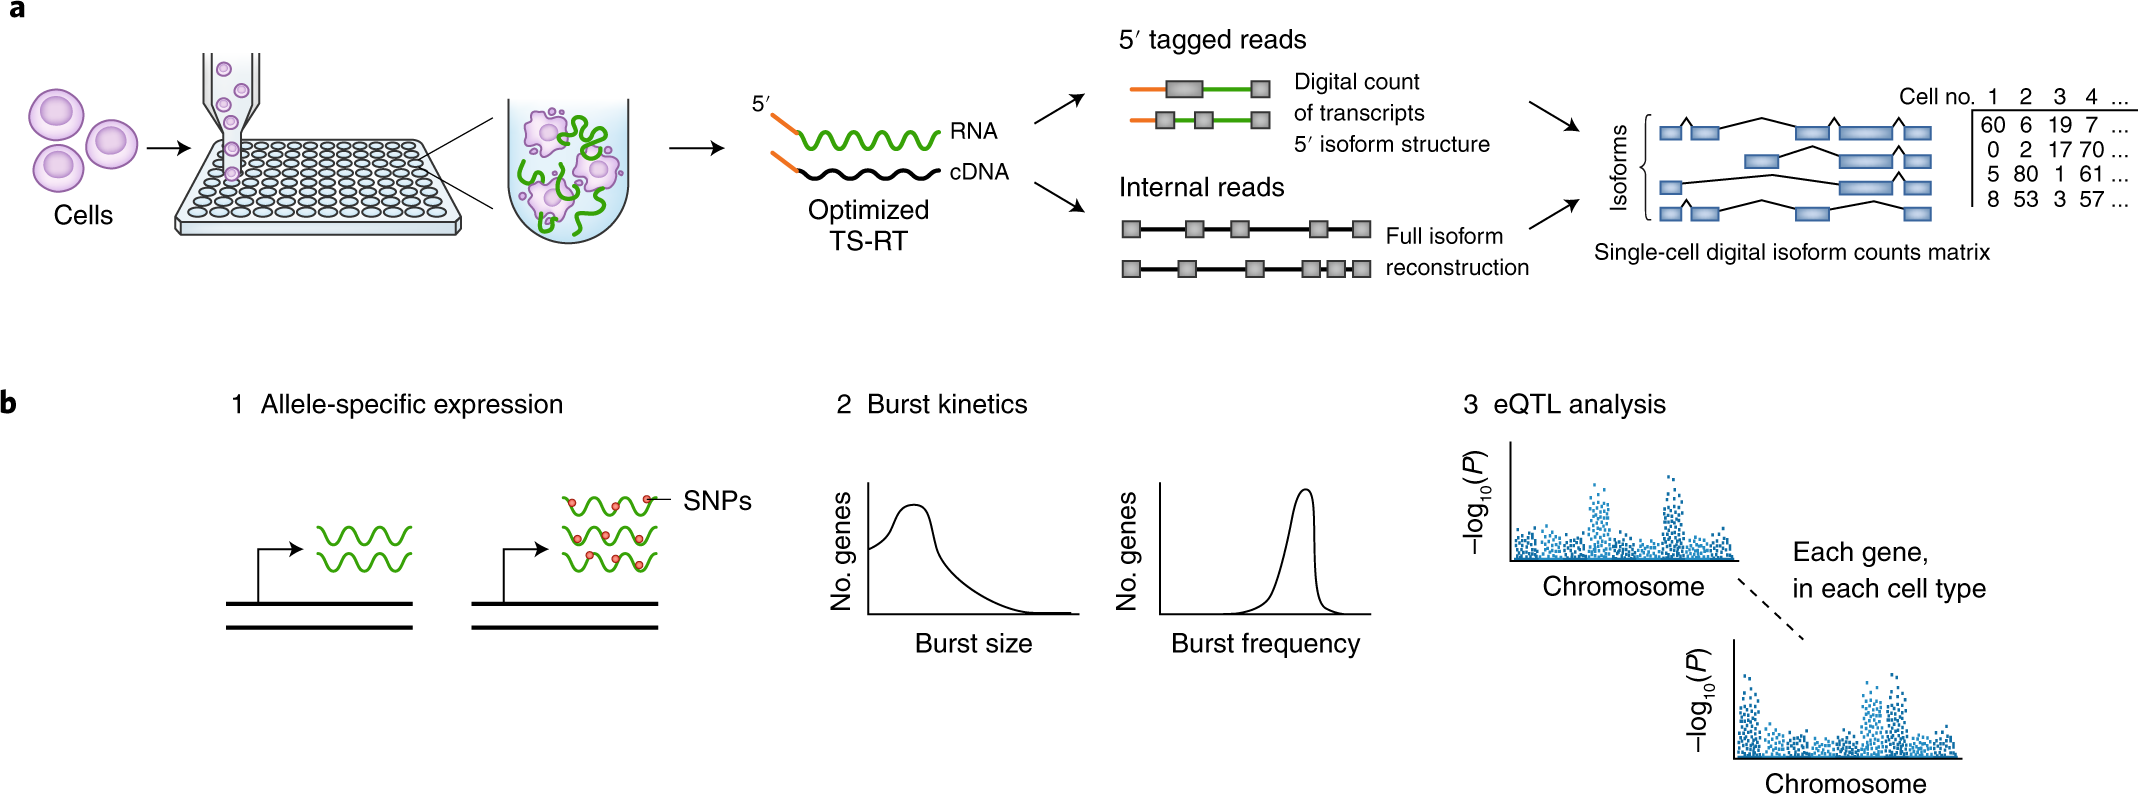 a
Cells
5′
RNA
cDNA
Optimized
TS-RT
5′ tagged reads
Digital count
of transcripts
5′ isoform structure
Internal reads
Full isoform
reconstruction
Isoforms
Cell no. 1 2 3 4 ...
60 6 19 7 ...
0 2 17 70 ...
5 80 1 61 ...
8 53 3 57 ...
Single-cell digital isoform counts matrix
b
1 Allele-specific expression
SNPs
2 Burst kinetics
No. genes
Burst size
No. genes
Burst frequency
3 eQTL analysis
–log10(P)
Chromosome
Each gene,
in each cell type
–log10(P)
Chromosome